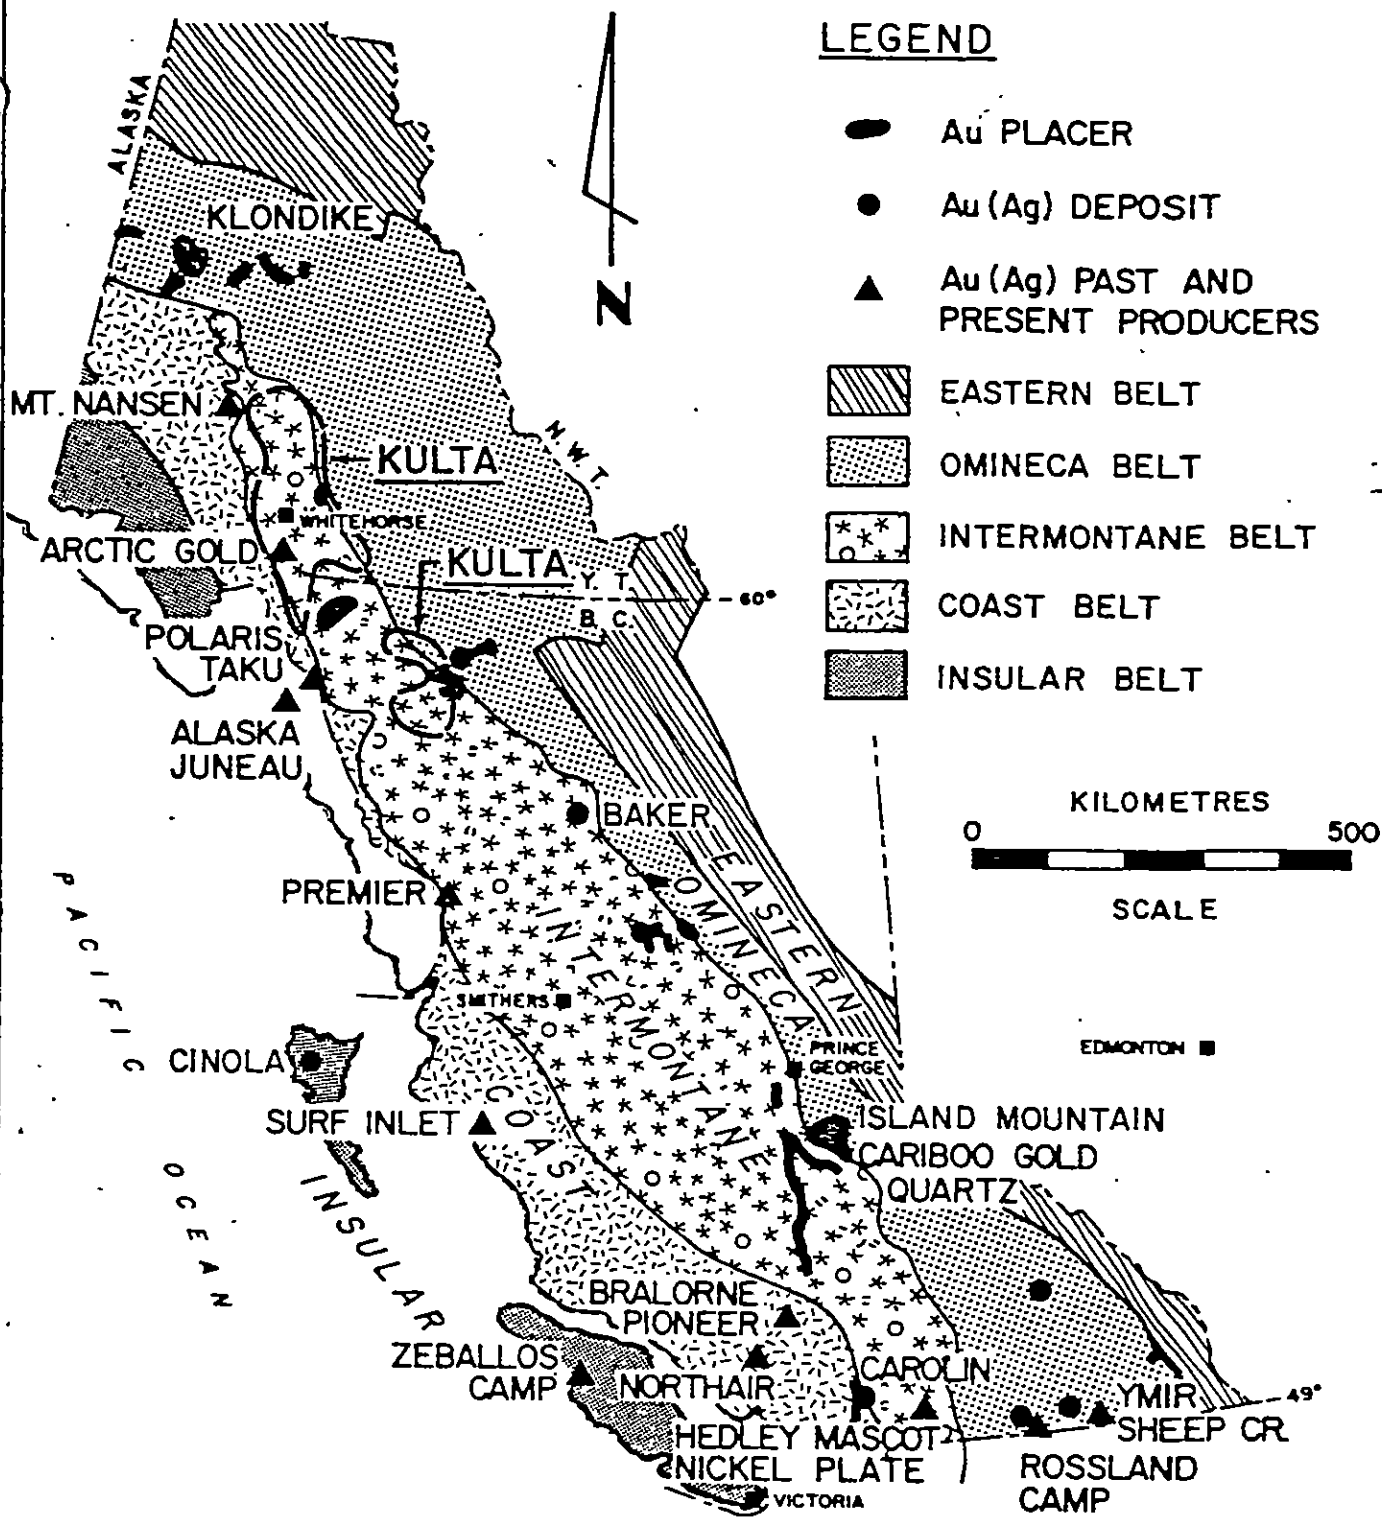 LEGEND
Au PLACER
Au (Ag) DEPOSIT
Au (Ag) PAST AND
PRESENT PRODUCERS
EASTERN BELT
OMINECA BELT
INTERMONTANE BELT
COAST BELT
INSULAR BELT
KILOMETRES
0 500
SCALE
N
ALASKA
KLONDIKE
MT. NANSEN
KULTA
N.W.T.
WHITEHORSE
ARCTIC GOLD
KULTA
Y. T.
60°
B. C.
POLARIS
TAKU
ALASKA
JUNEAU
BAKER
PREMIER
EASTERN
OMINECA
INTERMONTANE
COAST
INSULAR
PACIFIC
OCEAN
SMITHERS
CINOLA
SURF INLET
PRINCE
GEORGE
EDMONTON
ISLAND MOUNTAIN
CARIBOO GOLD
QUARTZ
BRALORNE
PIONEER
ZEBALLOS
CAMP
NORTHAIR
CAROLIN
HEDLEY MASCOT
NICKEL PLATE
VICTORIA
49°
YMIR
SHEEP CR.
ROSSLAND
CAMP